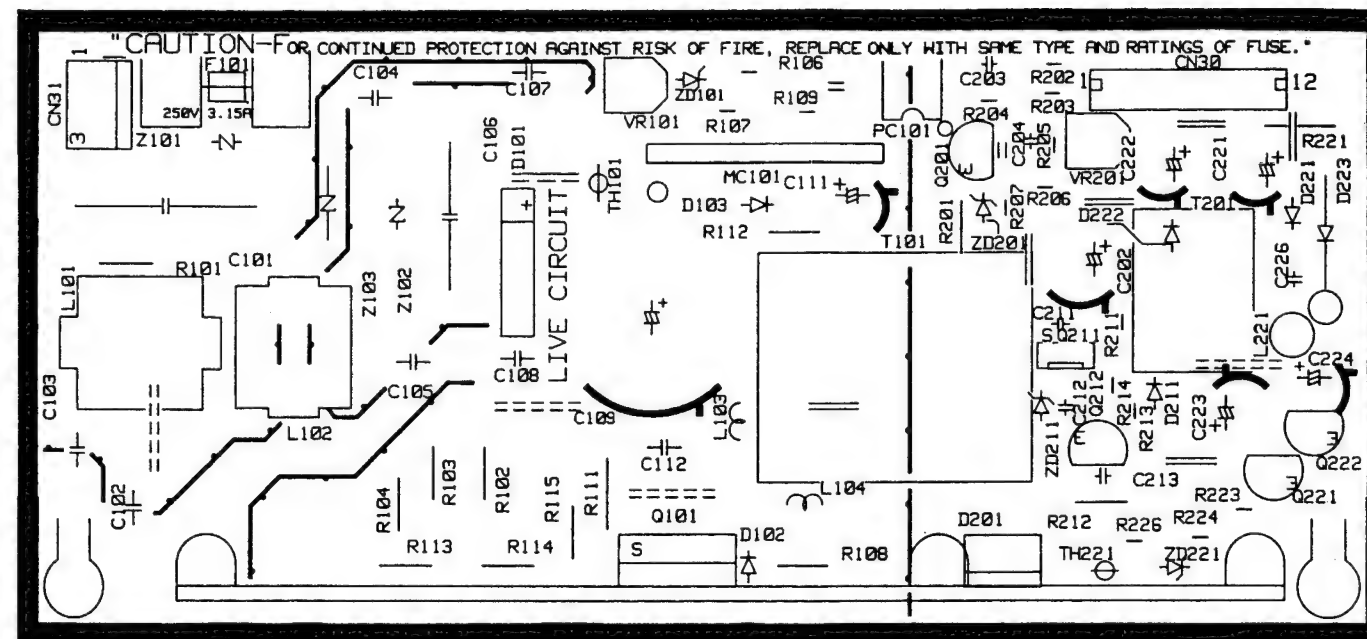 "CAUTION-FOR CONTINUED PROTECTION AGAINST RISK OF FIRE, REPLACE ONLY WITH SAME TYPE AND RATINGS OF FUSE."
CN31
1
3
F101
250V 3.15A
Z101
C104
C107
C106
D101
+
ZD101
VR101
R106
R109
R107
PC101
C203
R202
R203
R204
CN30
1
12
Q201
E
C204
R205
VR201
C222
+
C221
+
R221
TH101
MC101
C111
+
D103
R112
T101
R201
ZD201
R207
R206
D222
T201
D221
D223
L101
R101
C101
Z103
Z102
LIVE CIRCUIT
+
+
C202
C226
C211
S Q211
R211
L221
C103
C105
C108
C109
L103
C224
+
L102
ZD211
C212
Q212
E
R214
R213
D211
C223
+
E
Q222
C102
R104
R103
R102
R115
R111
C112
L104
C213
E
Q221
Q101
S
D102
R113
R114
R108
D201
R212
R226
R223
R224
TH221
ZD221